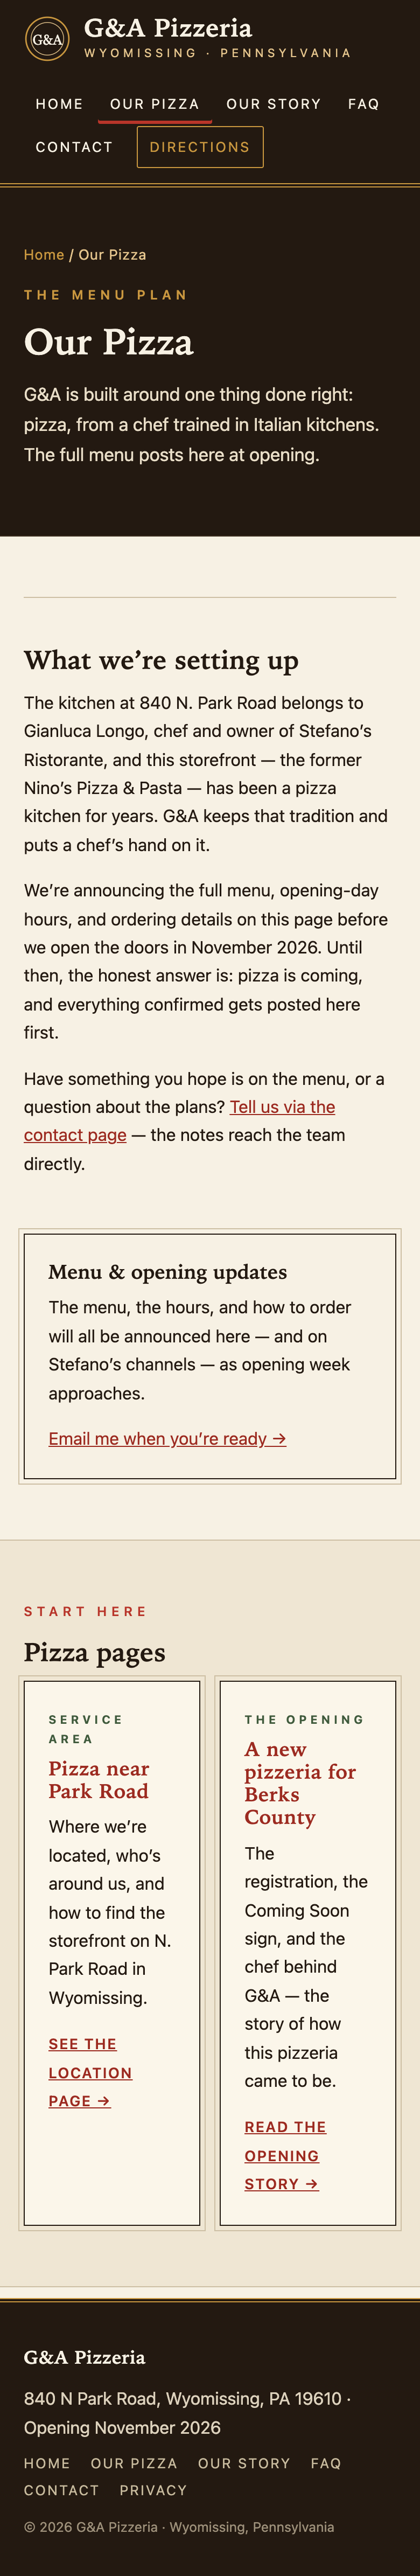 G&A
G&A Pizzeria
WYOMISSING · PENNSYLVANIA
HOME OUR PIZZA OUR STORY FAQ
CONTACT DIRECTIONS
Home / Our Pizza
THE MENU PLAN
Our Pizza
G&A is built around one thing done right:
pizza, from a chef trained in Italian kitchens.
The full menu posts here at opening.
What we’re setting up
The kitchen at 840 N. Park Road belongs to
Gianluca Longo, chef and owner of Stefano’s
Ristorante, and this storefront — the former
Nino’s Pizza & Pasta — has been a pizza
kitchen for years. G&A keeps that tradition and
puts a chef’s hand on it.
We’re announcing the full menu, opening-day
hours, and ordering details on this page before
we open the doors in November 2026. Until
then, the honest answer is: pizza is coming,
and everything confirmed gets posted here
first.
Have something you hope is on the menu, or a
question about the plans? Tell us via the
contact page — the notes reach the team
directly.
Menu & opening updates
The menu, the hours, and how to order
will all be announced here — and on
Stefano’s channels — as opening week
approaches.
Email me when you’re ready →
START HERE
Pizza pages
SERVICE
AREA
Pizza near
Park Road
Where we’re
located, who’s
around us, and
how to find the
storefront on N.
Park Road in
Wyomissing.
SEE THE
LOCATION
PAGE →
THE OPENING
A new
pizzeria for
Berks
County
The
registration, the
Coming Soon
sign, and the
chef behind
G&A — the
story of how
this pizzeria
came to be.
READ THE
OPENING
STORY →
G&A Pizzeria
840 N Park Road, Wyomissing, PA 19610 ·
Opening November 2026
HOME OUR PIZZA OUR STORY FAQ
CONTACT PRIVACY
© 2026 G&A Pizzeria · Wyomissing, Pennsylvania